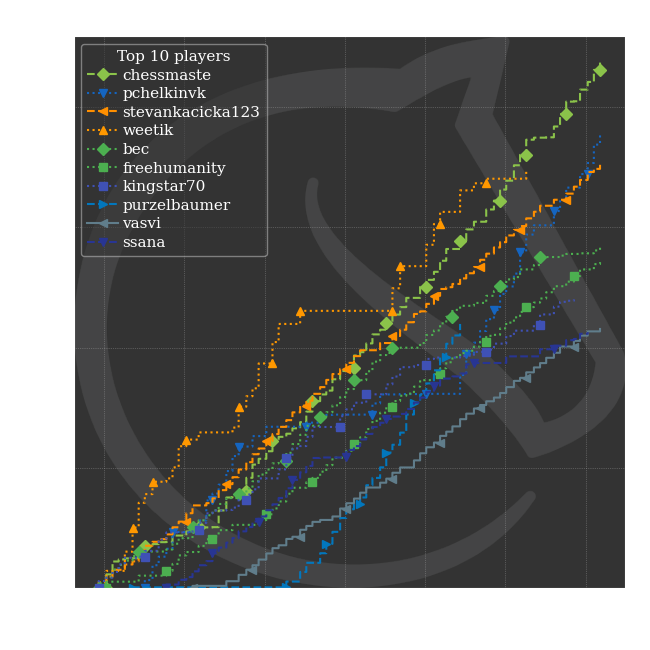 Top 10 players
chessmaste
pchelkinvk
stevankacicka123
weetik
bec
freehumanity
kingstar70
purzelbaumer
vasvi
ssana